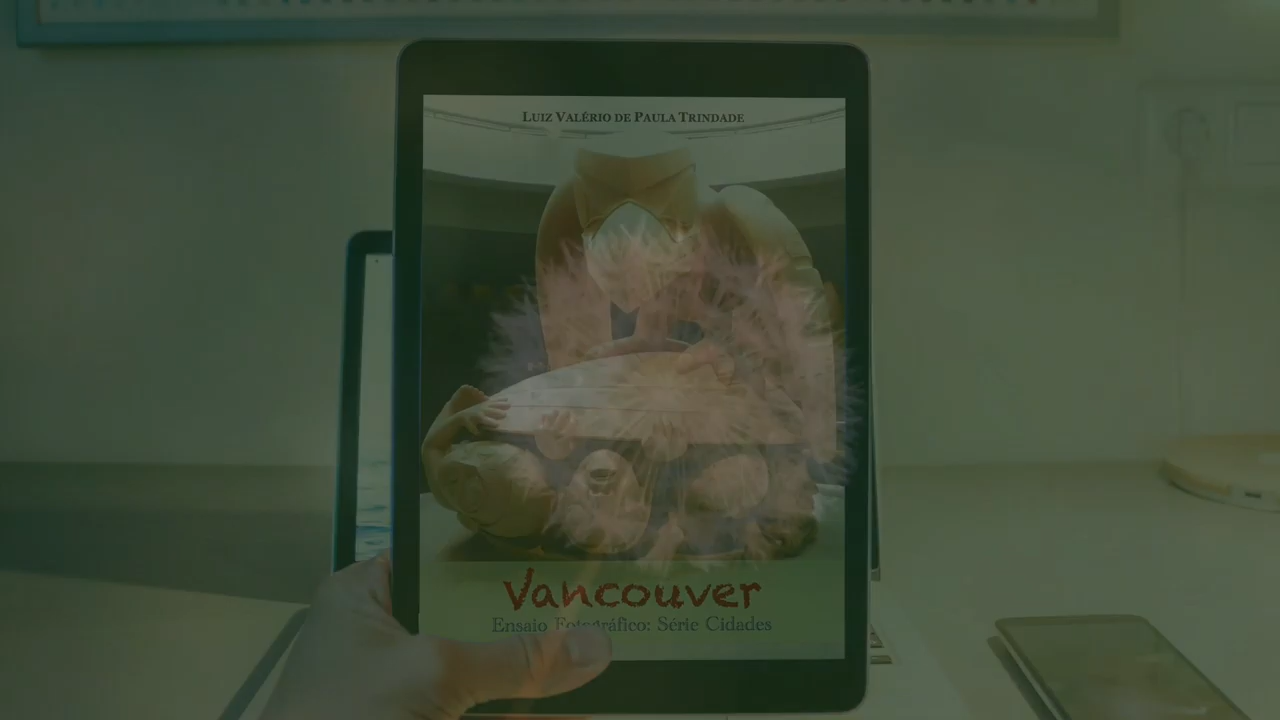 LUIZ VALÉRIO DE PAULA TRINDADE
Vancouver
Ensaio Fotográfico: Série Cidades